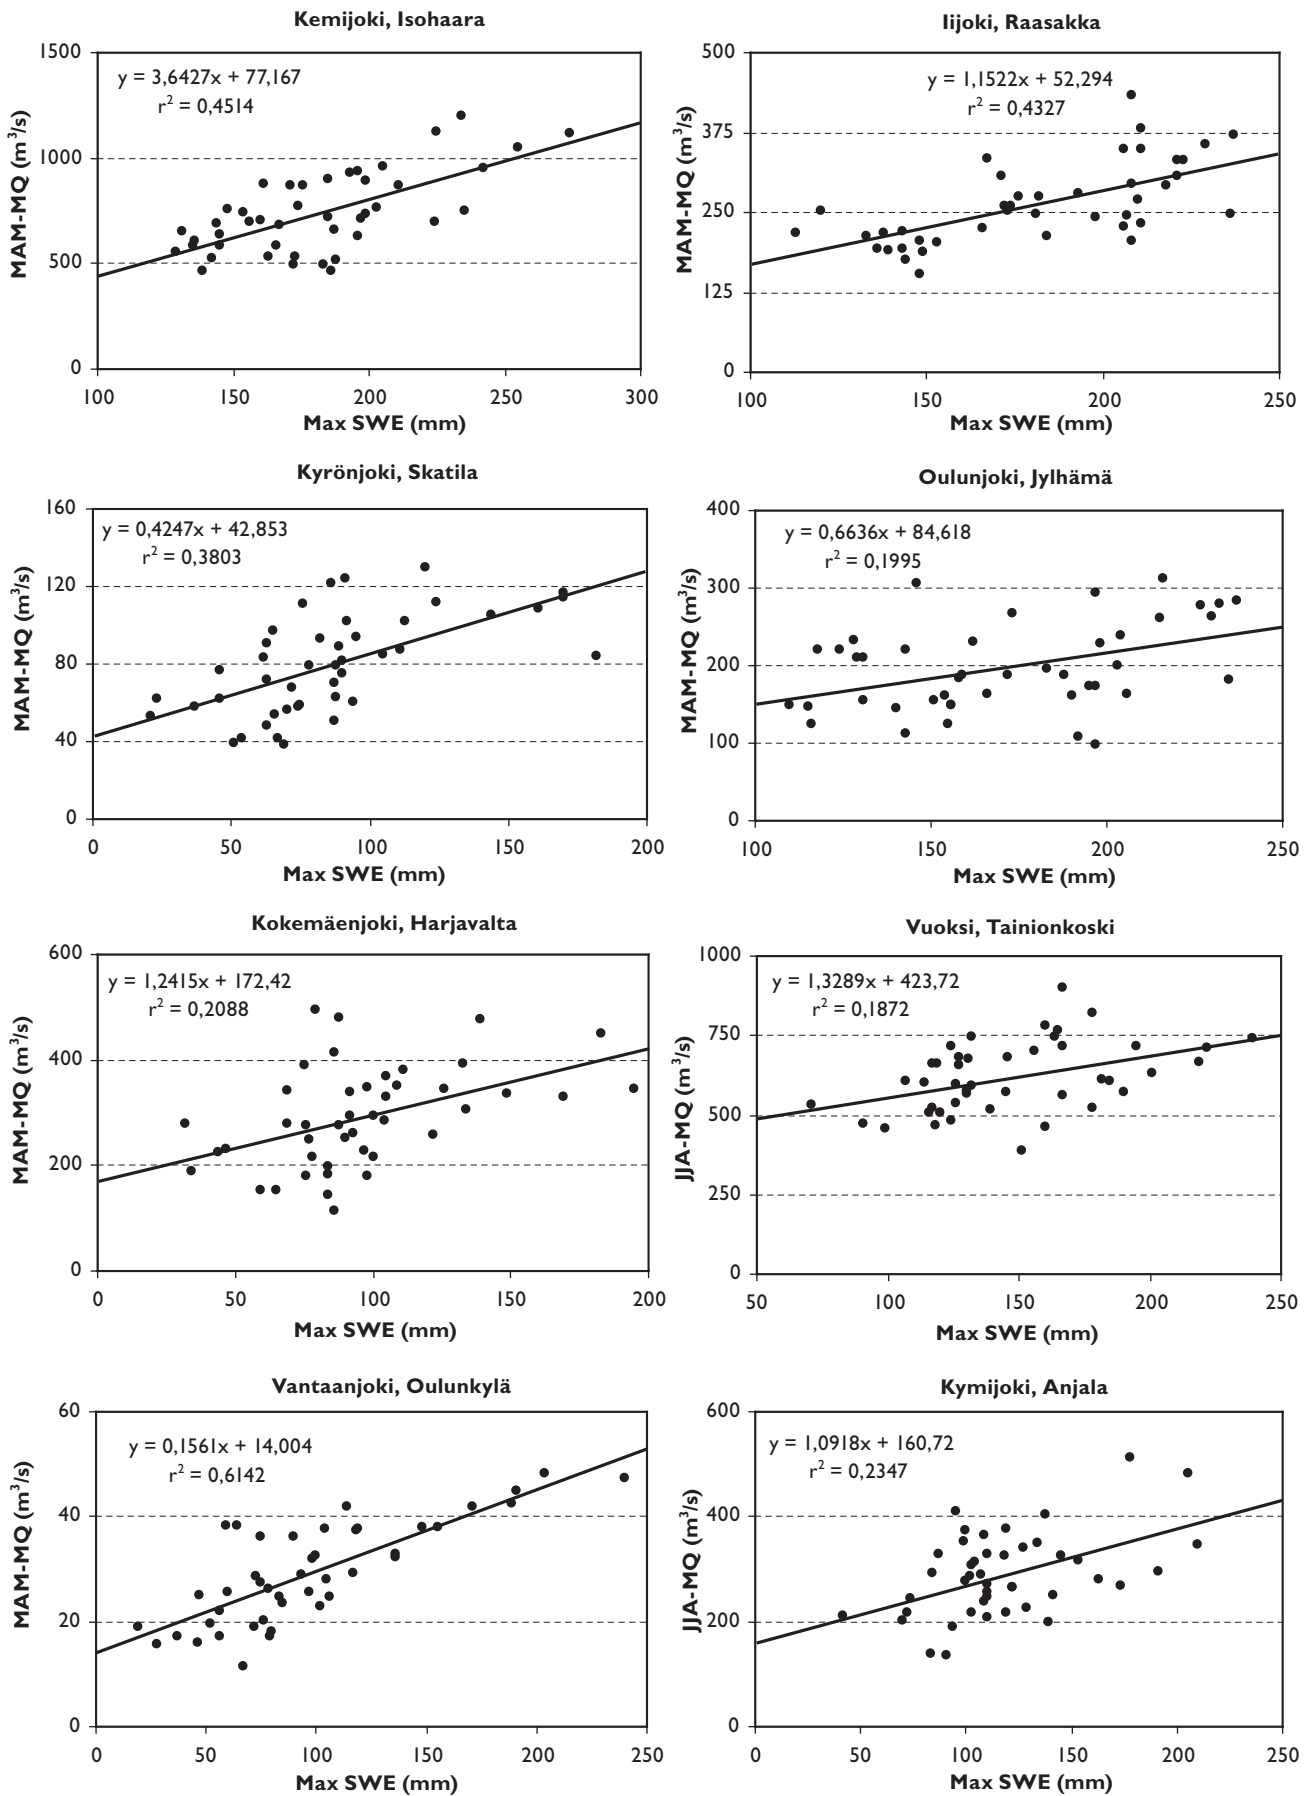 Kemijoki, Isohaara
1500
1000
500
0
MAM-MQ (m³/s)
y = 3,6427x + 77,167
r² = 0,4514
100 150 200 250 300
Max SWE (mm)
Iijoki, Raasakka
500
375
250
125
0
MAM-MQ (m³/s)
y = 1,1522x + 52,294
r² = 0,4327
100 150 200 250
Max SWE (mm)
Kyrönjoki, Skatila
160
120
80
40
0
MAM-MQ (m³/s)
y = 0,4247x + 42,853
r² = 0,3803
0 50 100 150 200
Max SWE (mm)
Oulunjoki, Jylhämä
400
300
200
100
0
MAM-MQ (m³/s)
y = 0,6636x + 84,618
r² = 0,1995
100 150 200 250
Max SWE (mm)
Kokemäenjoki, Harjavalta
600
400
200
0
MAM-MQ (m³/s)
y = 1,2415x + 172,42
r² = 0,2088
0 50 100 150 200
Max SWE (mm)
Vuoksi, Tainionkoski
1000
750
500
250
0
JJA-MQ (m³/s)
y = 1,3289x + 423,72
r² = 0,1872
50 100 150 200 250
Max SWE (mm)
Vantaanjoki, Oulunkylä
60
40
20
0
MAM-MQ (m³/s)
y = 0,1561x + 14,004
r² = 0,6142
0 50 100 150 200 250
Max SWE (mm)
Kymijoki, Anjala
600
400
200
0
JJA-MQ (m³/s)
y = 1,0918x + 160,72
r² = 0,2347
0 50 100 150 200 250
Max SWE (mm)